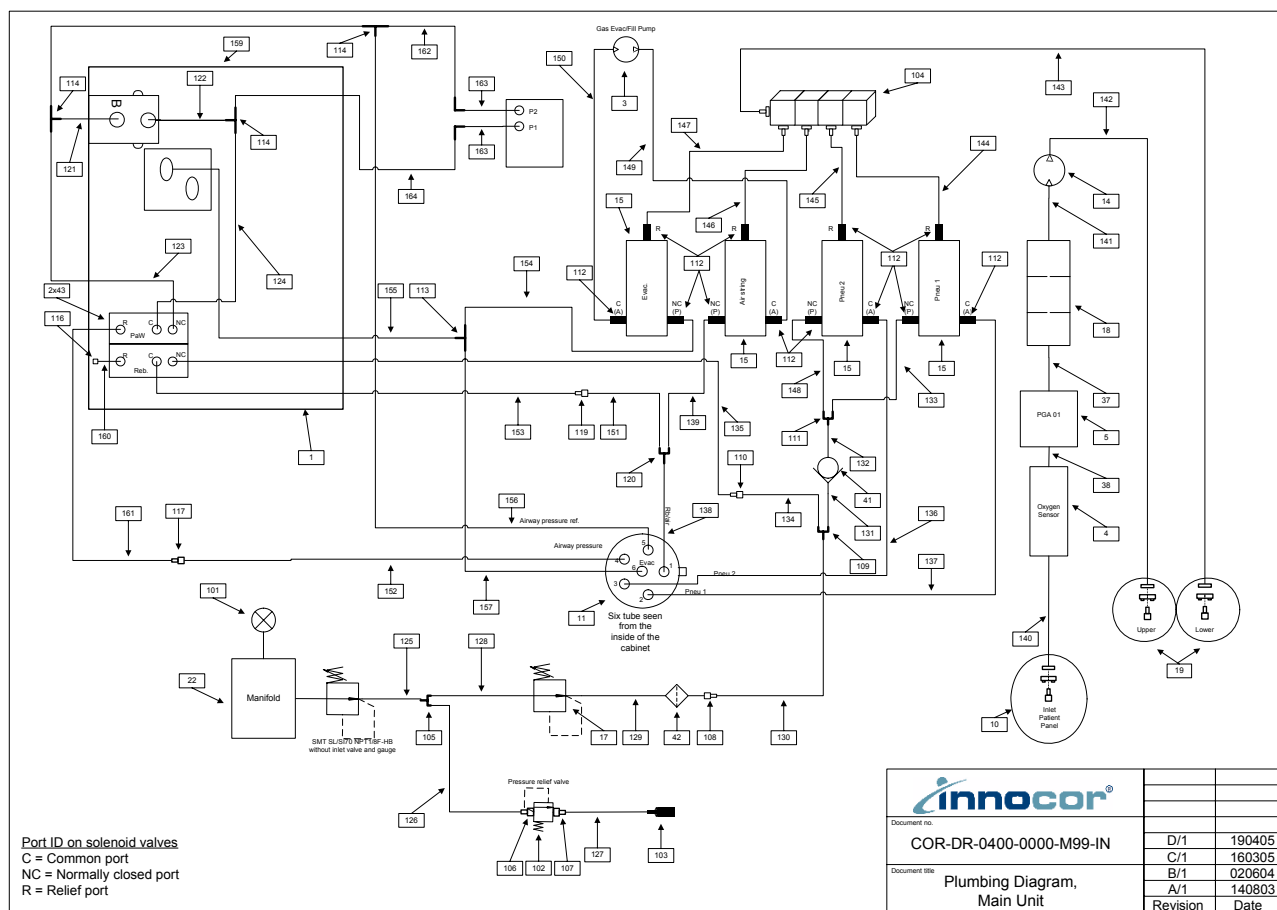 Gas Evac/Fill Pump
159
114
162
150
3
104
143
114
122
163
P2
147
142
B
P1
121
114
163
149
144
14
164
15
146
145
141
R
R
R
R
123
154
112
112
124
112
112
2x43
C
(A)
Evac.
NC
(P)
NC
(P)
Air string
C
(A)
NC
(P)
Pneu 2
C
(A)
NC
(P)
Pneu 1
C
(A)
155
113
18
116
R
C
NC
PaW
112
15
15
15
R
C
NC
Reb.
148
133
37
160
153
119
151
139
135
111
PGA 01
5
1
132
120
110
38
41
156
138
Rb/air
134
Oxygen
Sensor
161
117
Airway pressure ref.
131
136
4
Airway pressure
5
109
4
Evac
6
1
137
Pneu 2
3
101
152
157
2
Pneu 1
11
Six tube seen
from the
inside of the
cabinet
140
Upper
Lower
125
128
19
22
Manifold
Inlet
Patient
Panel
10
105
17
129
42
108
130
SMT SL/SI70 NPT1/8F-HB
without inlet valve and gauge
Pressure relief valve
126
106
102
107
127
103
Port ID on solenoid valves
C = Common port
NC = Normally closed port
R = Relief port
innocor®
Document no.
COR-DR-0400-0000-M99-IN
Document title
Plumbing Diagram,
Main Unit
D/1 190405
C/1 160305
B/1 020604
A/1 140803
Revision Date